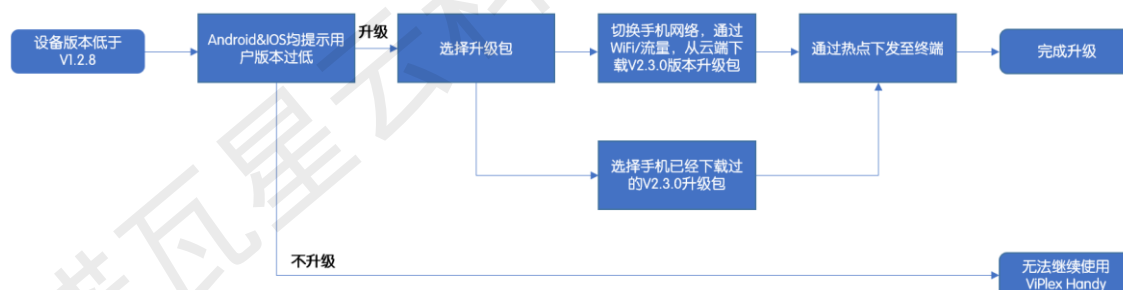 设备版本低于
V1.2.8
Android&IOS均提示用
户版本过低
升级
选择升级包
切换手机网络，通过
WiFi/流量，从云端下
载V2.3.0版本升级包
通过热点下发至终端
完成升级
选择手机已经下载过
的V2.3.0升级包
不升级
无法继续使用
ViPlex Handy
瓦星云科